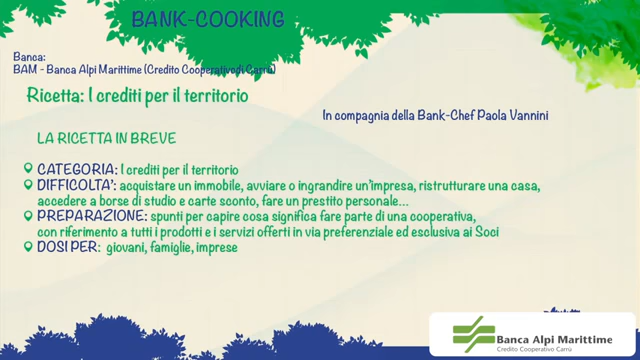 BANK-COOKING
Banca:
BAM - Banca Alpi Marittime (Credito Cooperativodi Carrù)
Ricetta: I crediti per il territorio
In compagnia della Bank-Chef Paola Vannini
LA RICETTA IN BREVE
CATEGORIA: I crediti per il territorio
DIFFICOLTA': acquistare un immobile, avviare o ingrandire un'impresa, ristrutturare una casa,
accedere a borse di studio e carte sconto, fare un prestito personale...
PREPARAZIONE: spunti per capire cosa significa fare parte di una cooperativa,
con riferimento a tutti i prodotti e i servizi offerti in via preferenziale ed esclusiva ai Soci
DOSI PER: giovani, famiglie, imprese
Banca Alpi Marittime
Credito Cooperativo Carrù